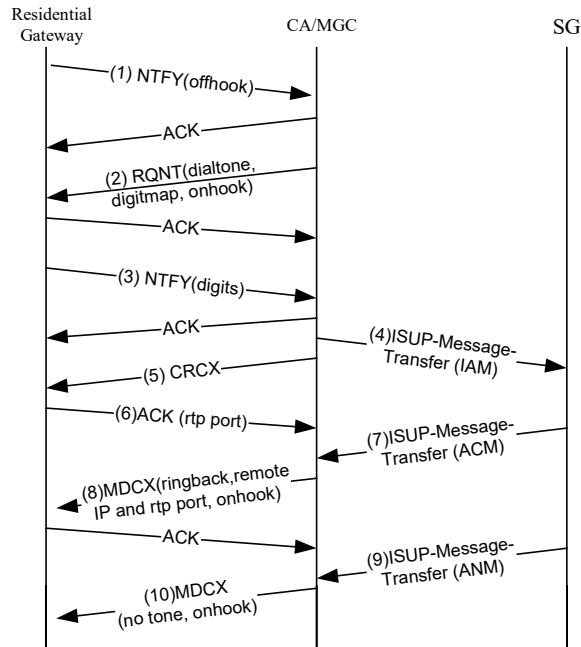 Residential
Gateway
CA/MGC
SG
(1) NTFY(offhook)
ACK
(2) RQNT(dialtone,
digitmap, onhook)
ACK
(3) NTFY(digits)
ACK
(4)ISUP-Message-
Transfer (IAM)
(5) CRCX
(6)ACK (rtp port)
(7)ISUP-Message-
Transfer (ACM)
(8)MDCX(ringback,remote
IP and rtp port, onhook)
ACK
(9)ISUP-Message-
Transfer (ANM)
(10)MDCX
(no tone, onhook)